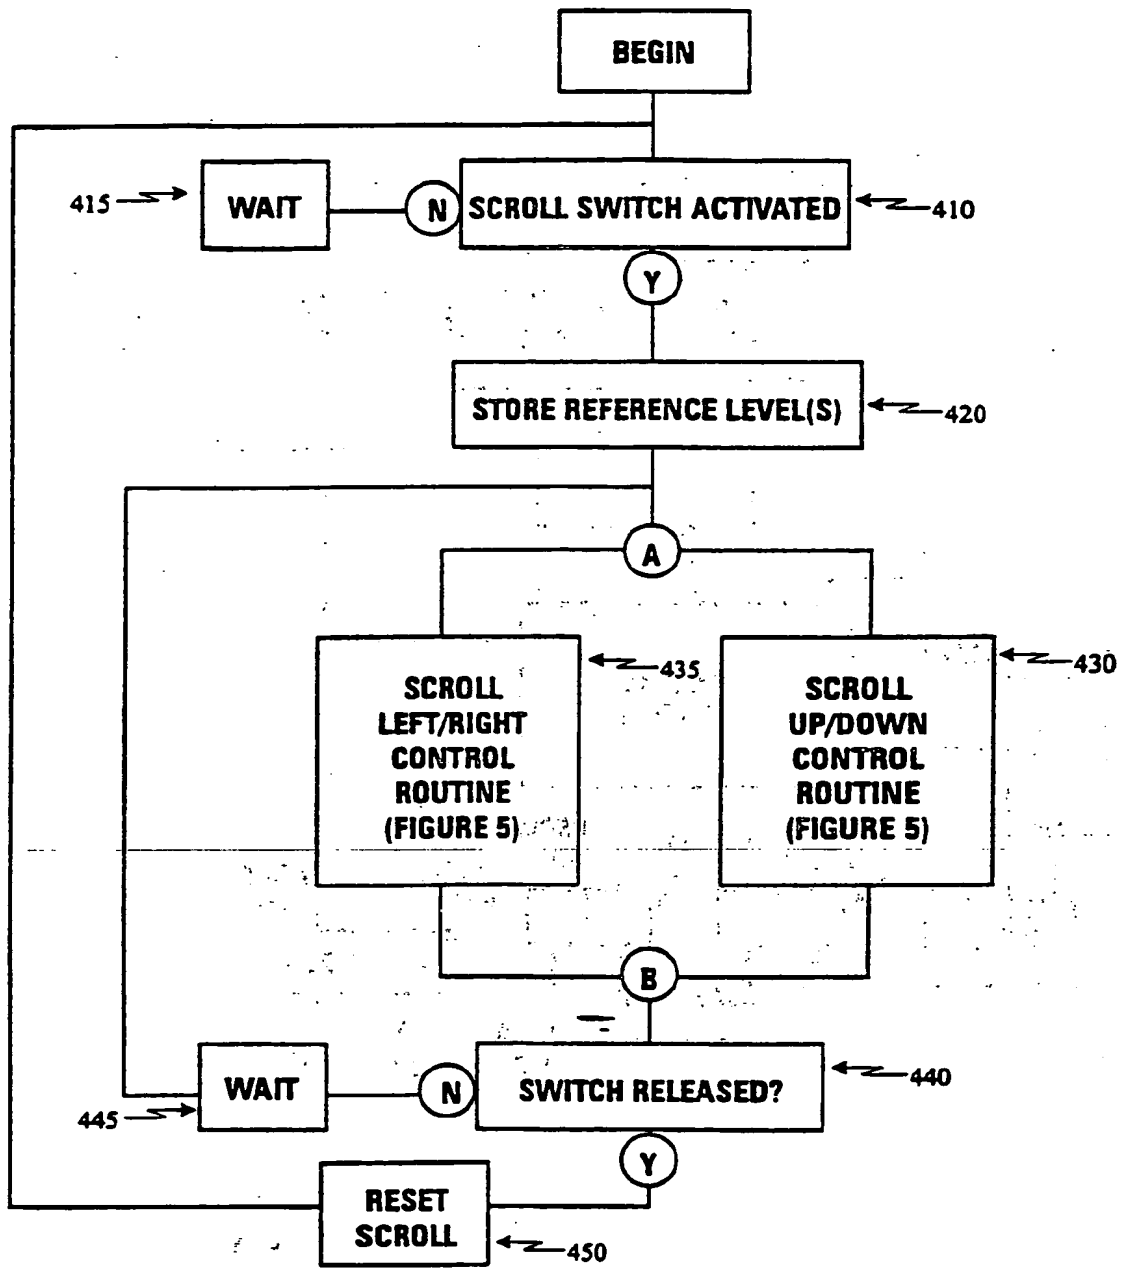 BEGIN
415
WAIT
N
SCROLL SWITCH ACTIVATED
410
Y
STORE REFERENCE LEVEL(S)
420
A
435
430
SCROLL
LEFT/RIGHT
CONTROL
ROUTINE
(FIGURE 5)
SCROLL
UP/DOWN
CONTROL
ROUTINE
(FIGURE 5)
B
WAIT
N
SWITCH RELEASED?
440
445
Y
RESET
SCROLL
450